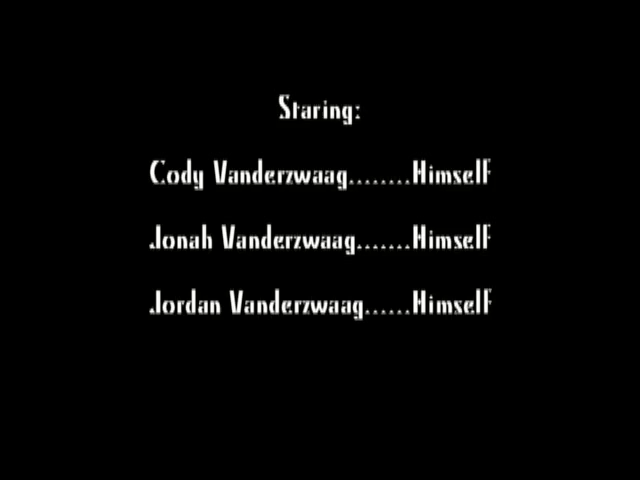 Staring:
Cody Vanderzwaag........Himself
Jonah Vanderzwaag.......Himself
Jordan Vanderzwaag......Himself